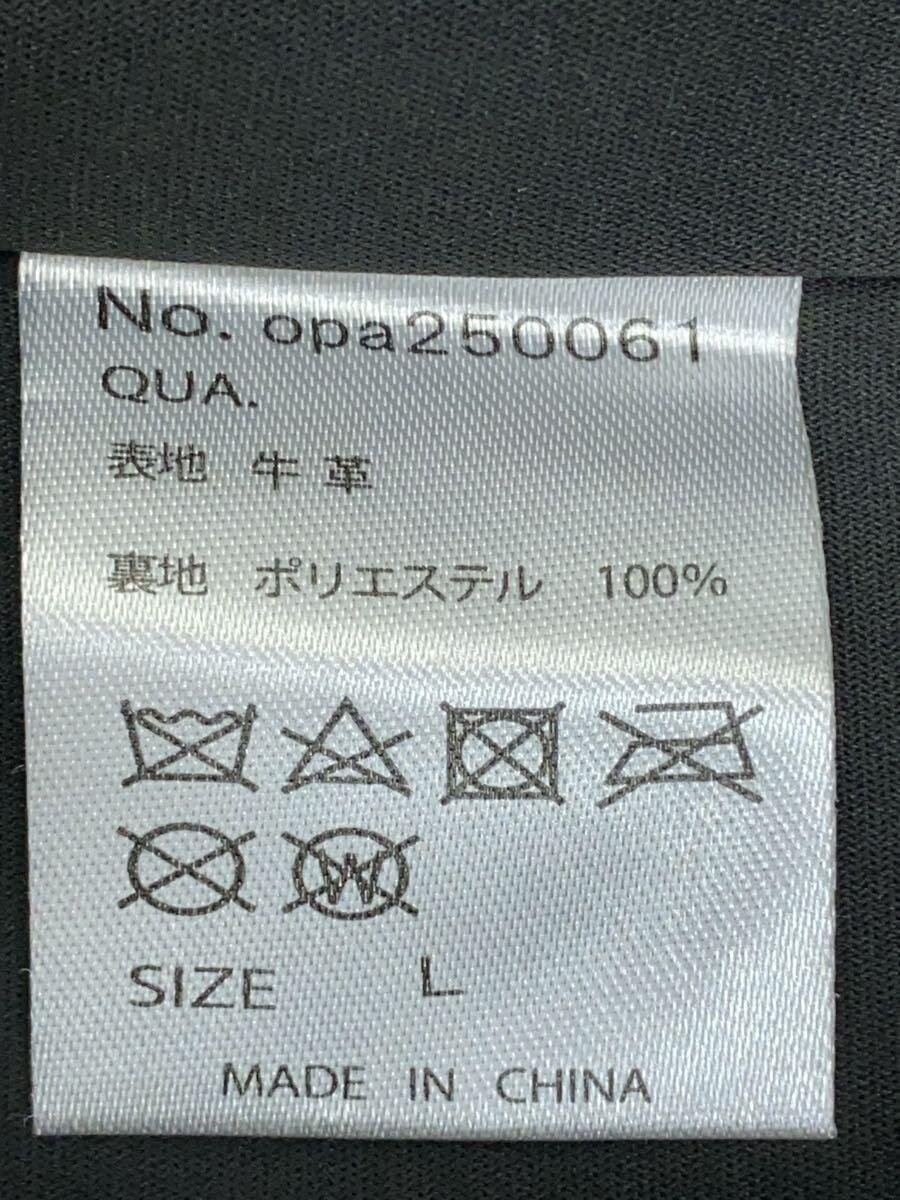 No. opa250061
QUA.
表地 牛革
裏地 ポリエステル 100%
W
SIZE L
MADE IN CHINA